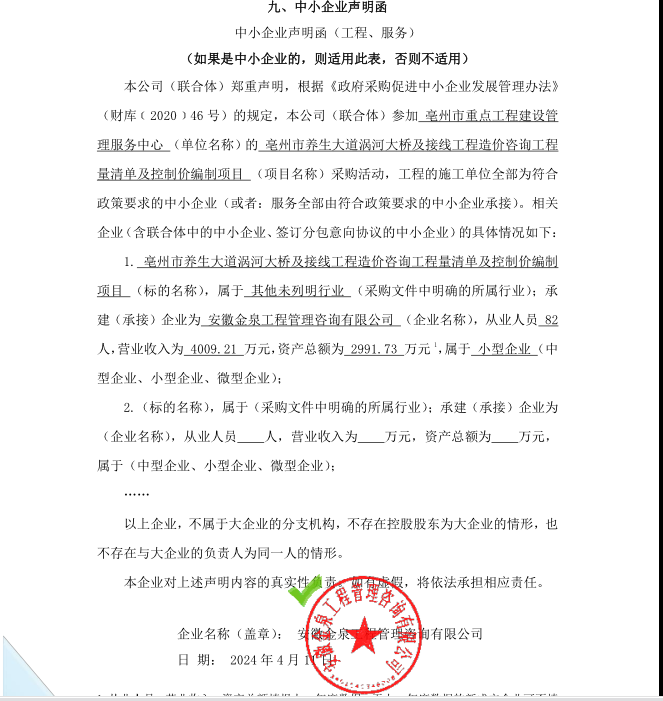 九、中小企业声明函
中小企业声明函（工程、服务）
（如果是中小企业的，则适用此表，否则不适用）
本公司（联合体）郑重声明，根据《政府采购促进中小企业发展管理办法》
（财库﹝2020﹞46 号）的规定，本公司（联合体）参加 亳州市重点工程建设管
理服务中心 （单位名称）的 亳州市养生大道涡河大桥及接线工程造价咨询工程
量清单及控制价编制项目 （项目名称）采购活动，工程的施工单位全部为符合
政策要求的中小企业（或者：服务全部由符合政策要求的中小企业承接）。相关
企业（含联合体中的中小企业、签订分包意向协议的中小企业）的具体情况如下：
1. 亳州市养生大道涡河大桥及接线工程造价咨询工程量清单及控制价编制
项目 （标的名称），属于 其他未列明行业 （采购文件中明确的所属行业）；承
建（承接）企业为 安徽金泉工程管理咨询有限公司 （企业名称），从业人员 82
人，营业收入为 4009.21 万元，资产总额为 2991.73 万元¹，属于 小型企业（中
型企业、小型企业、微型企业）；
2. （标的名称），属于（采购文件中明确的所属行业）；承建（承接）企业为
（企业名称），从业人员____人，营业收入为____万元，资产总额为____万元，
属于（中型企业、小型企业、微型企业）；
……
以上企业，不属于大企业的分支机构，不存在控股股东为大企业的情形，也
不存在与大企业的负责人为同一人的情形。
本企业对上述声明内容的真实性负责。如有虚假，将依法承担相应责任。
企业名称（盖章）： 安徽金泉工程管理咨询有限公司
日 期： 2024 年 4 月 11 日
安徽金泉工程管理咨询有限公司